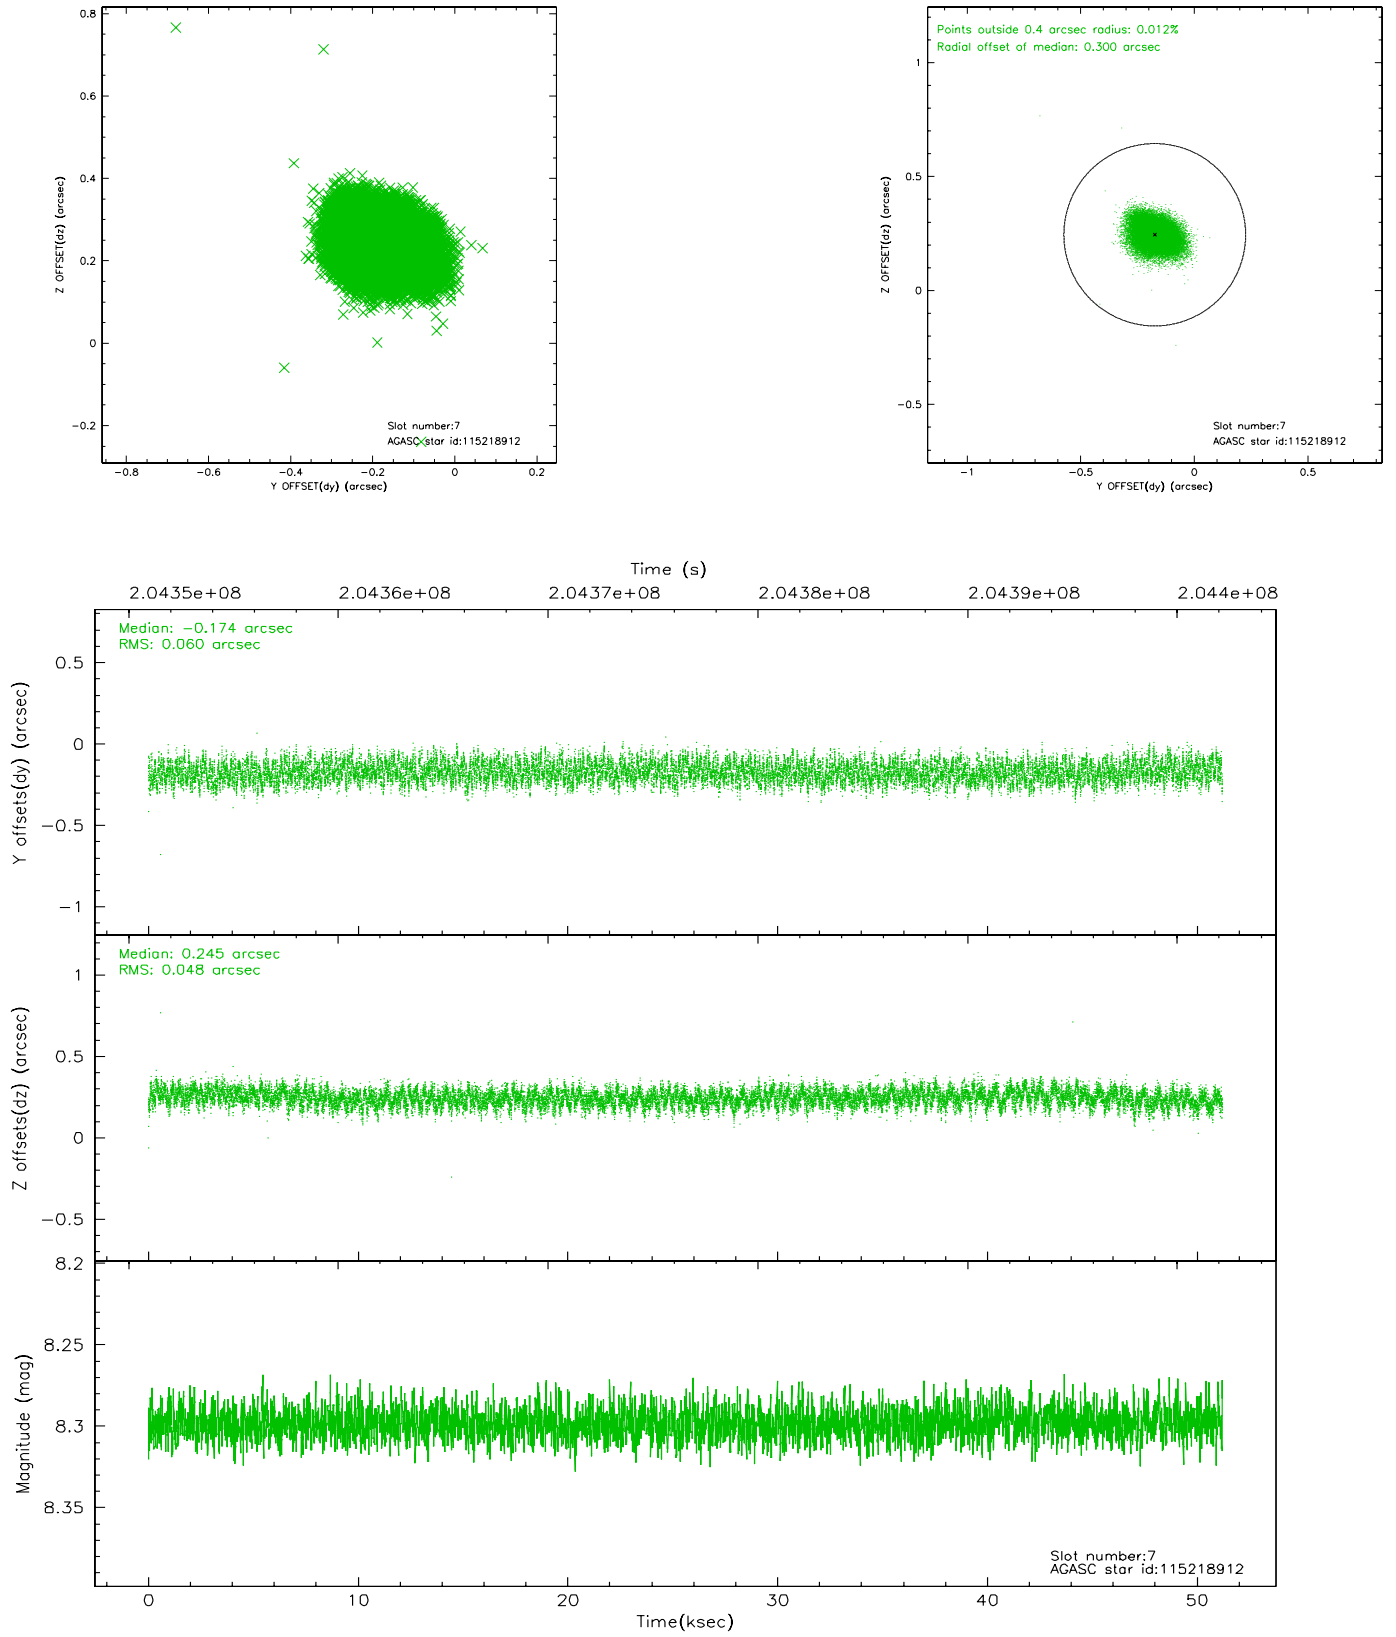 0.8
0.6
0.4
0.2
0
-0.2
Z OFFSET(dz) (arcsec)
-0.8 -0.6 -0.4 -0.2 0 0.2
Y OFFSET(dy) (arcsec)
Slot number:7
AGASC star id:115218912
Points outside 0.4 arcsec radius: 0.012%
Radial offset of median: 0.300 arcsec
1
0.5
0
-0.5
Z OFFSET(dz) (arcsec)
-1 -0.5 0 0.5
Y OFFSET(dy) (arcsec)
Slot number:7
AGASC star id:115218912
Time (s)
2.0435e+08 2.0436e+08 2.0437e+08 2.0438e+08 2.0439e+08 2.044e+08
Median: -0.174 arcsec
RMS: 0.060 arcsec
0.5
0
-0.5
-1
Y offsets(dy) (arcsec)
Median: 0.245 arcsec
RMS: 0.048 arcsec
1
0.5
0
-0.5
Z offsets(dz) (arcsec)
8.2
8.25
8.3
8.35
Magnitude (mag)
Slot number:7
AGASC star id:115218912
0 10 20 30 40 50
Time(ksec)